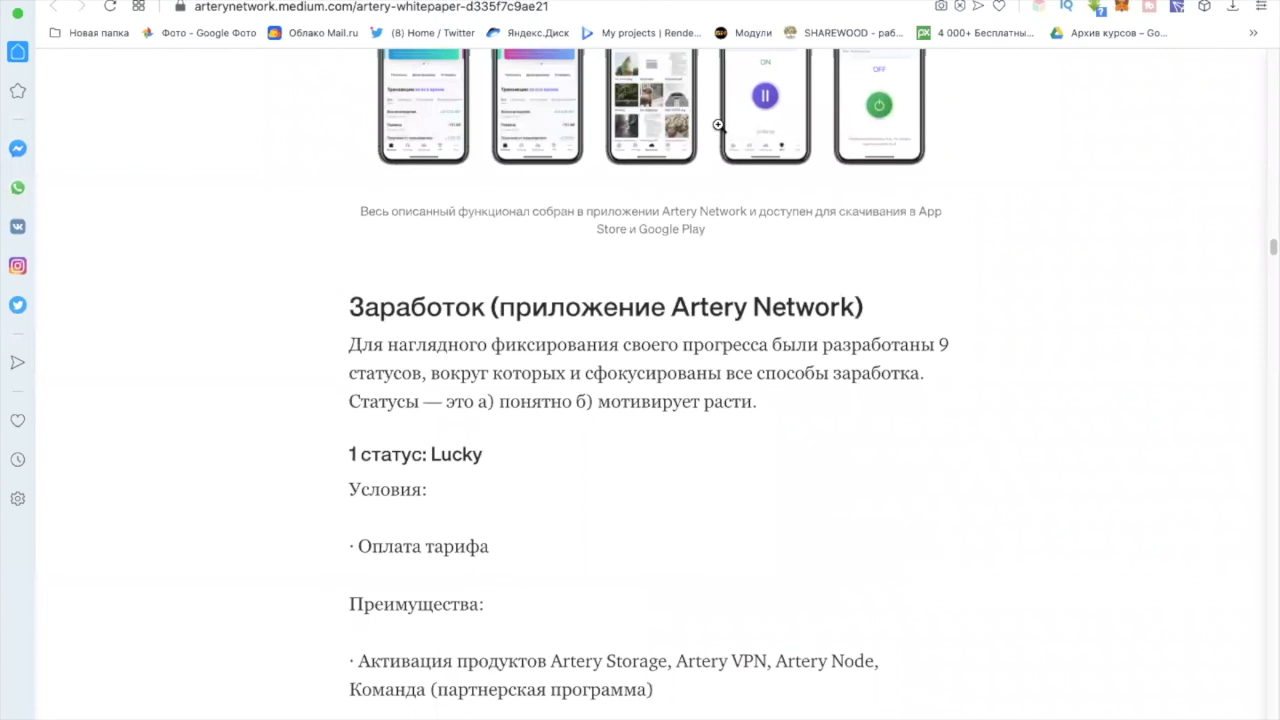 arterynetwork.medium.com/artery-whitepaper-d335f7c9ae21
Новая папка
Фото - Google Фото
Облако Mail.ru
(8) Home / Twitter
Яндекс.Диск
My projects | Rende...
Модули
SHAREWOOD - раб...
4 000+ Бесплатны...
Архив курсов – Go...
ON
OFF
Весь описанный функционал собран в приложении Artery Network и доступен для скачивания в App
Store и Google Play
Заработок (приложение Artery Network)
Для наглядного фиксирования своего прогресса были разработаны 9
статусов, вокруг которых и сфокусированы все способы заработка.
Статусы — это а) понятно б) мотивирует расти.
1 статус: Lucky
Условия:
· Оплата тарифа
Преимущества:
· Активация продуктов Artery Storage, Artery VPN, Artery Node,
Команда (партнерская программа)